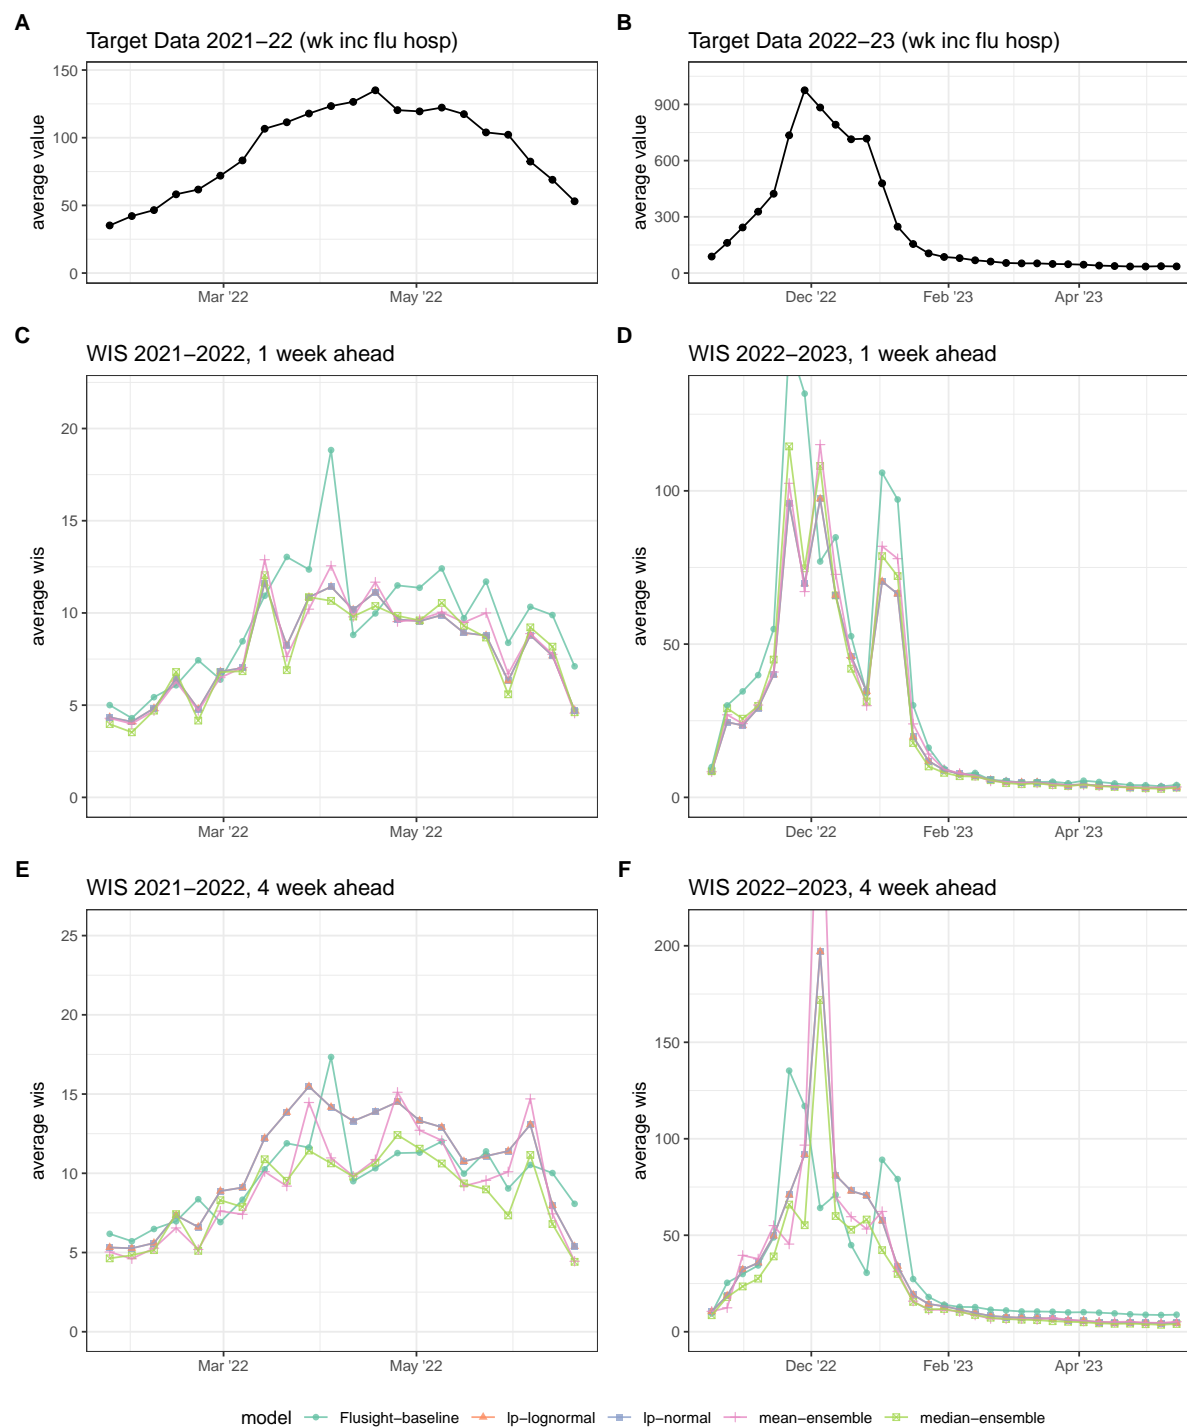 A
Target Data 2021−22 (wk inc flu hosp)
average value
150
100
50
0
Mar '22
May '22
B
Target Data 2022−23 (wk inc flu hosp)
average value
900
600
300
0
Dec '22
Feb '23
Apr '23
C
WIS 2021−2022, 1 week ahead
average wis
20
15
10
5
0
Mar '22
May '22
D
WIS 2022−2023, 1 week ahead
average wis
100
50
0
Dec '22
Feb '23
Apr '23
E
WIS 2021−2022, 4 week ahead
average wis
25
20
15
10
5
0
Mar '22
May '22
F
WIS 2022−2023, 4 week ahead
average wis
200
150
100
50
0
Dec '22
Feb '23
Apr '23
model Flusight−baseline lp−lognormal lp−normal mean−ensemble median−ensemble